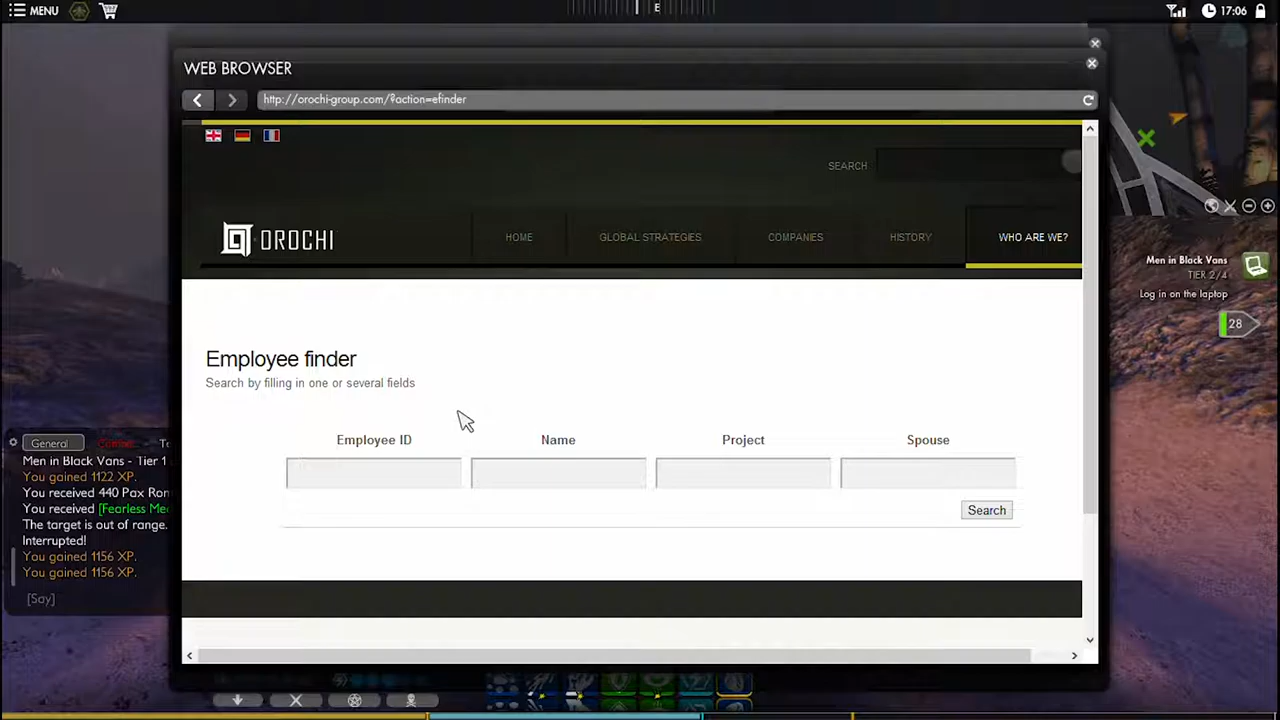 MENU
E
17:06
WEB BROWSER
http://orochi-group.com/?action=efinder
SEARCH
OROCHI
HOME
GLOBAL STRATEGIES
COMPANIES
HISTORY
WHO ARE WE?
Men in Black Vans
TIER 2/4
Log in on the laptop
28
Employee finder
Search by filling in one or several fields
Employee ID
Name
Project
Spouse
Search
General
Men in Black Vans - Tier 1
You gained 1122 XP.
You received 440 Pax Ron
You received [Fearless Me
The target is out of range.
Interrupted!
You gained 1156 XP.
You gained 1156 XP.
[Say]